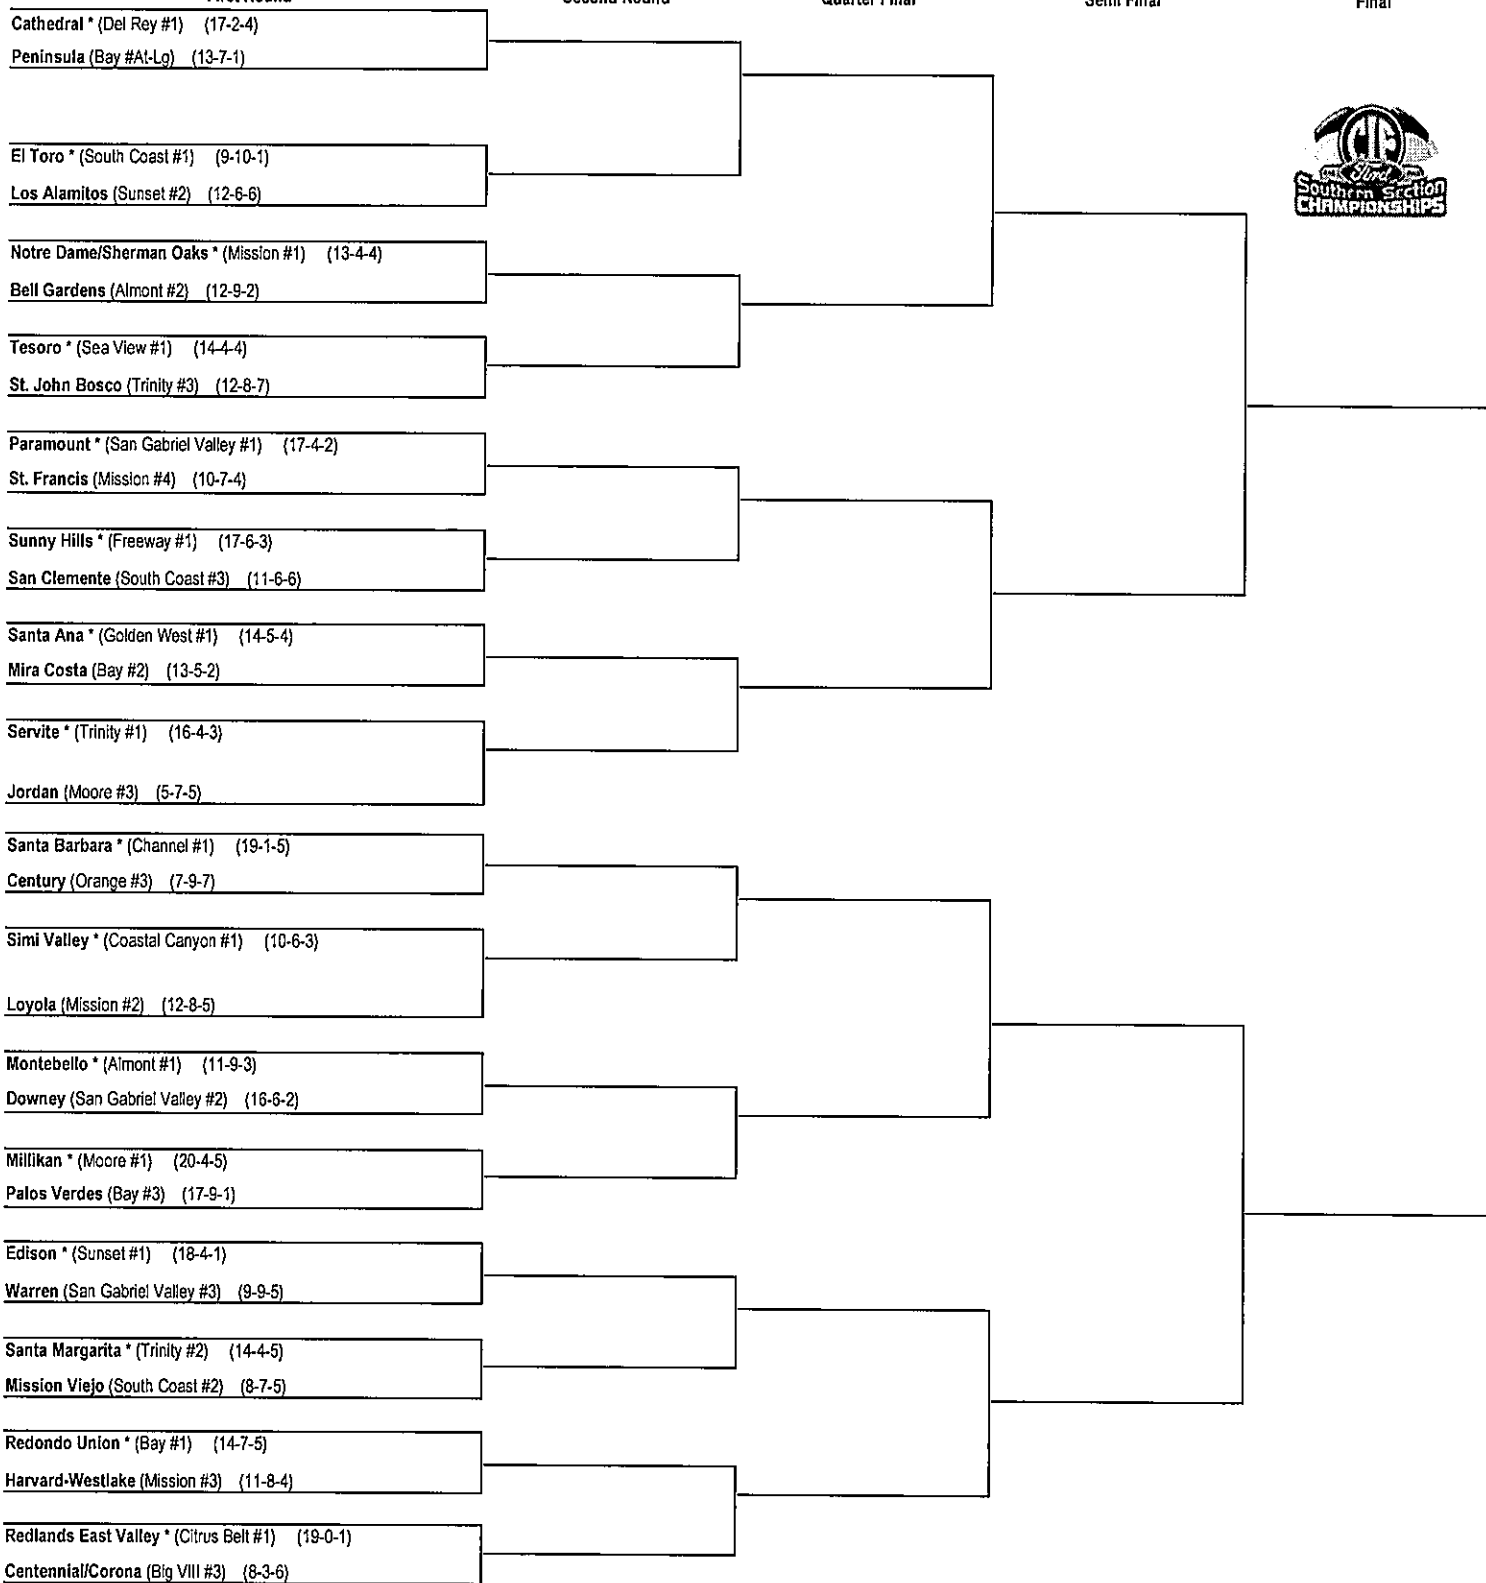 First Round Second Round Quarter Final Semi Final Final
Cathedral * (Del Rey #1) (17-2-4)
Peninsula (Bay #At-Lg) (13-7-1)
El Toro * (South Coast #1) (9-10-1)
Los Alamitos (Sunset #2) (12-6-6)
Notre Dame/Sherman Oaks * (Mission #1) (13-4-4)
Bell Gardens (Almont #2) (12-9-2)
Tesoro * (Sea View #1) (14-4-4)
St. John Bosco (Trinity #3) (12-8-7)
Paramount * (San Gabriel Valley #1) (17-4-2)
St. Francis (Mission #4) (10-7-4)
Sunny Hills * (Freeway #1) (17-6-3)
San Clemente (South Coast #3) (11-6-6)
Santa Ana * (Golden West #1) (14-5-4)
Mira Costa (Bay #2) (13-5-2)
Servite * (Trinity #1) (16-4-3)
Jordan (Moore #3) (5-7-5)
Santa Barbara * (Channel #1) (19-1-5)
Century (Orange #3) (7-9-7)
Simi Valley * (Coastal Canyon #1) (10-6-3)
Loyola (Mission #2) (12-8-5)
Montebello * (Almont #1) (11-9-3)
Downey (San Gabriel Valley #2) (16-6-2)
Millikan * (Moore #1) (20-4-5)
Palos Verdes (Bay #3) (17-9-1)
Edison * (Sunset #1) (18-4-1)
Warren (San Gabriel Valley #3) (9-9-5)
Santa Margarita * (Trinity #2) (14-4-5)
Mission Viejo (South Coast #2) (8-7-5)
Redondo Union * (Bay #1) (14-7-5)
Harvard-Westlake (Mission #3) (11-8-4)
Redlands East Valley * (Citrus Belt #1) (19-0-1)
Centennial/Corona (Big VIII #3) (8-3-6)
CIF
Ford
Southern Section
CHAMPIONSHIPS